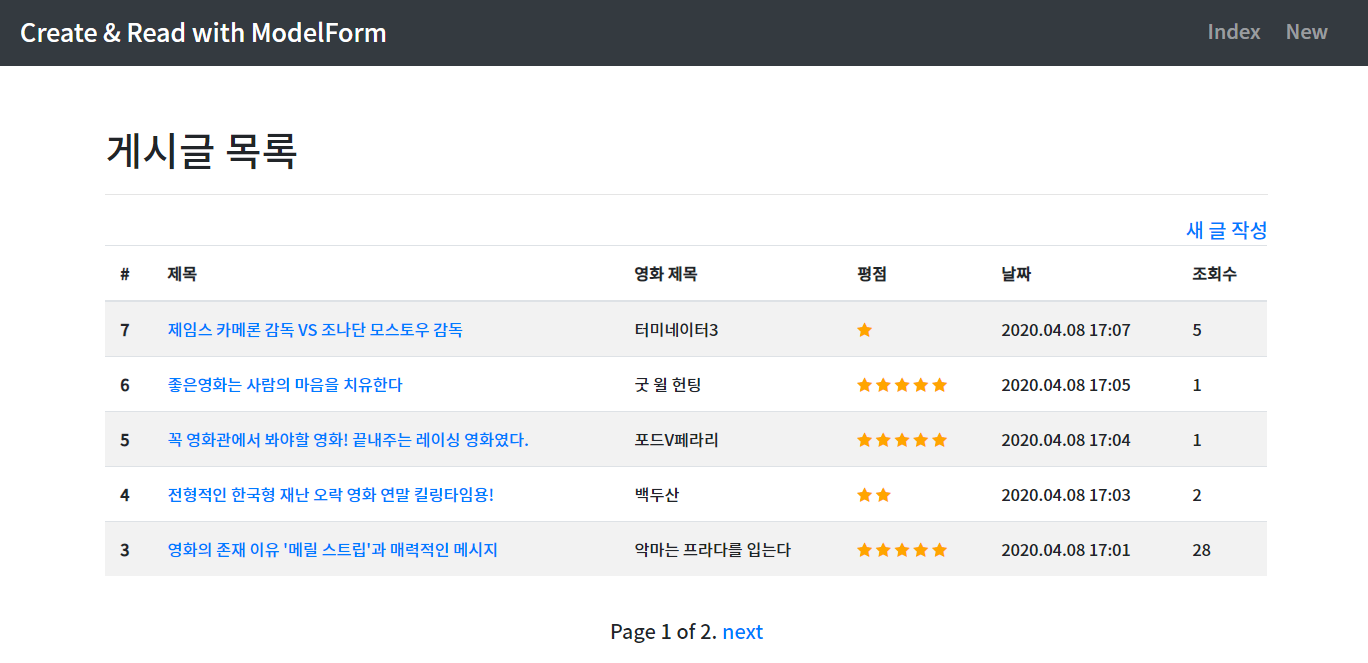 Create & Read with ModelForm Index New
게시글 목록
새 글 작성
# 제목 영화 제목 평점 날짜 조회수
7 제임스 카메론 감독 VS 조나단 모스토우 감독 터미네이터3 ★ 2020.04.08 17:07 5
6 좋은영화는 사람의 마음을 치유한다 굿 윌 헌팅 ★★★★★ 2020.04.08 17:05 1
5 꼭 영화관에서 봐야할 영화! 끝내주는 레이싱 영화였다. 포드V페라리 ★★★★★ 2020.04.08 17:04 1
4 전형적인 한국형 재난 오락 영화 연말 킬링타임용! 백두산 ★★ 2020.04.08 17:03 2
3 영화의 존재 이유 '메릴 스트립'과 매력적인 메시지 악마는 프라다를 입는다 ★★★★★ 2020.04.08 17:01 28
Page 1 of 2. next